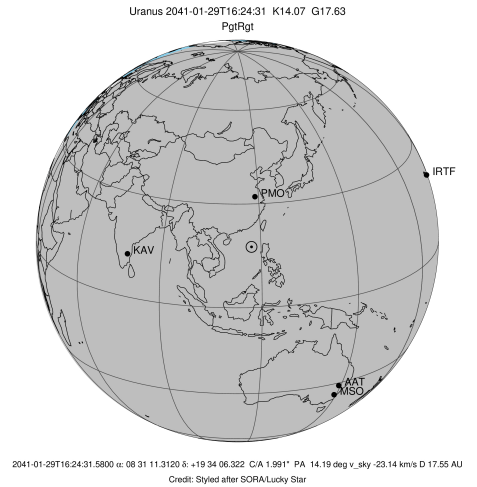 Uranus 2041-01-29T16:24:31 K14.07 G17.63
PgtRgt
IRTF
PMO
KAV
AAT
MSO
2041-01-29T16:24:31.5800 α: 08 31 11.3120 δ: +19 34 06.322 C/A 1.991" PA 14.19 deg v_sky -23.14 km/s D 17.55 AU
Credit: Styled after SORA/Lucky Star